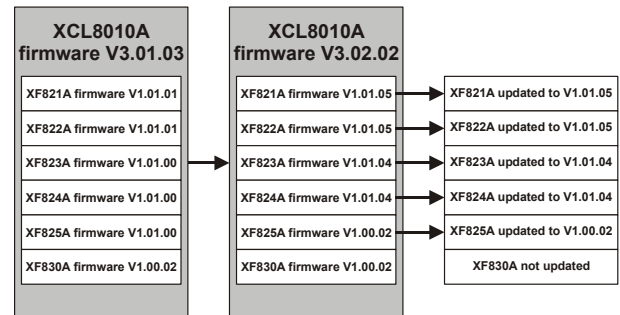 XCL8010A
firmware V3.01.03
XF821A firmware V1.01.01
XF822A firmware V1.01.01
XF823A firmware V1.01.00
XF824A firmware V1.01.00
XF825A firmware V1.01.00
XF830A firmware V1.00.02
XCL8010A
firmware V3.02.02
XF821A firmware V1.01.05
XF822A firmware V1.01.05
XF823A firmware V1.01.04
XF824A firmware V1.01.04
XF825A firmware V1.00.02
XF830A firmware V1.00.02
XF821A updated to V1.01.05
XF822A updated to V1.01.05
XF823A updated to V1.01.04
XF824A updated to V1.01.04
XF825A updated to V1.00.02
XF830A not updated